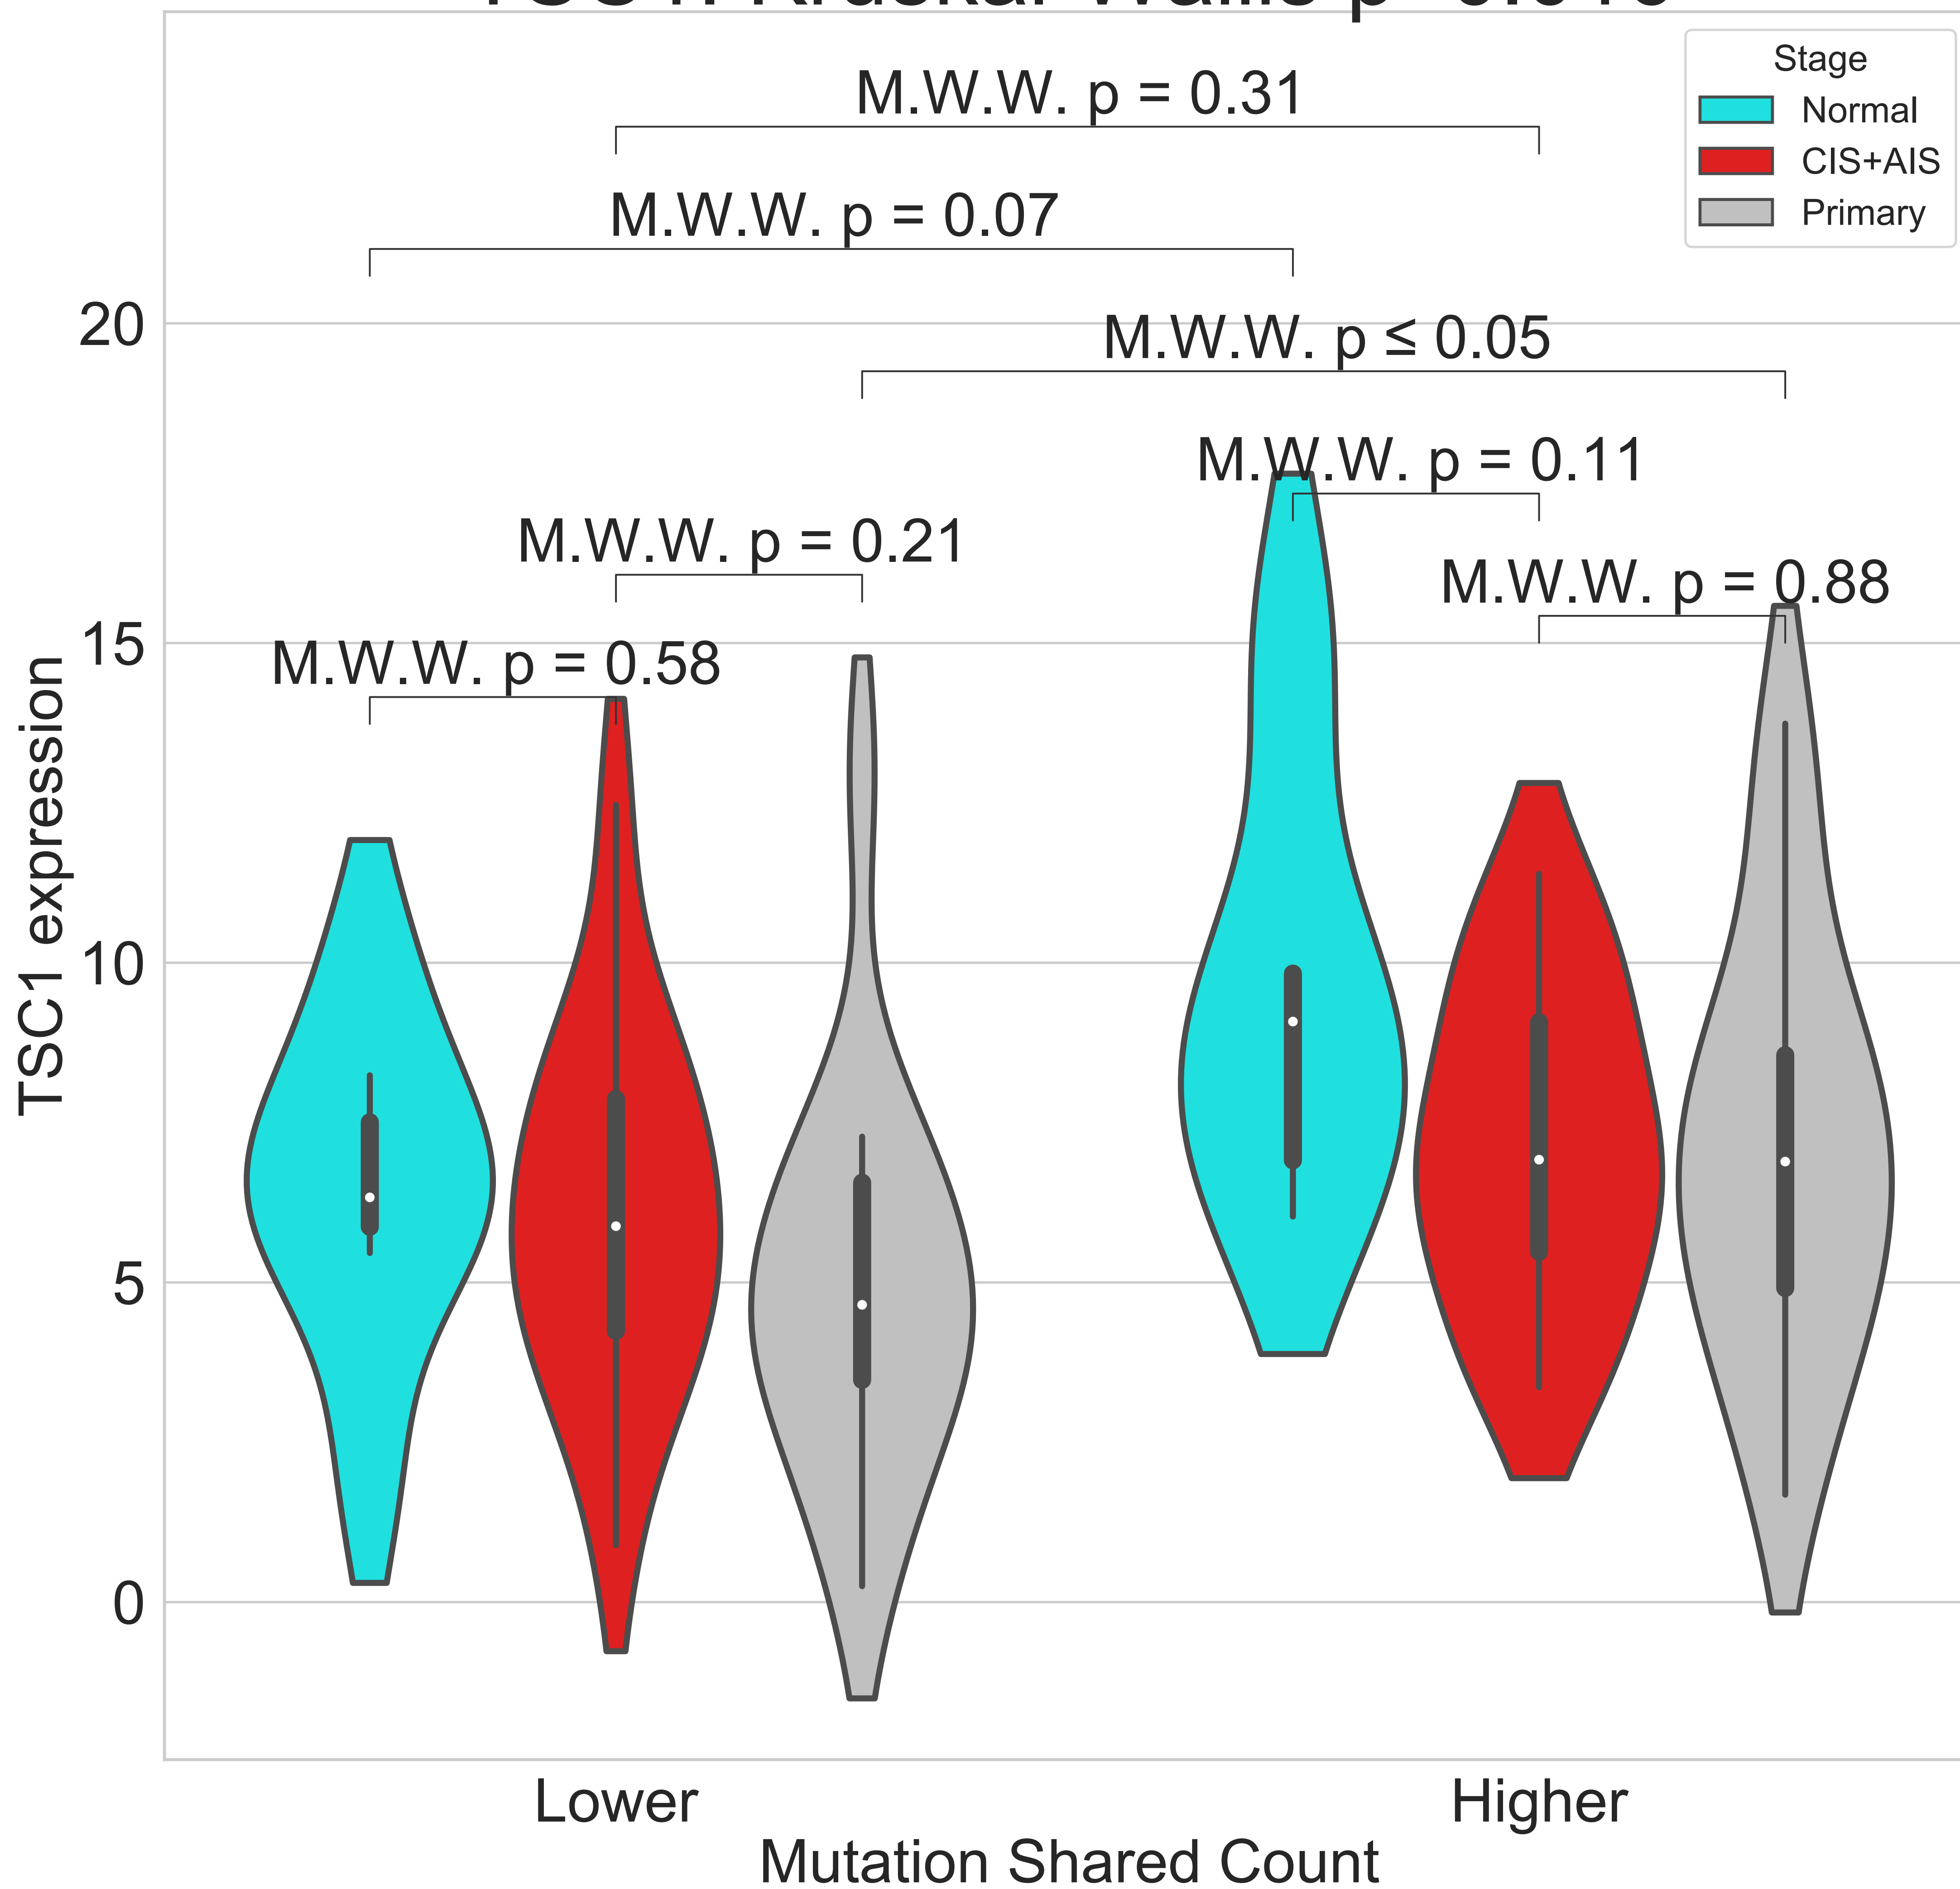 Stage
Normal
CIS+AIS
Primary
M.W.W. p = 0.31
M.W.W. p = 0.07
M.W.W. p ≤ 0.05
M.W.W. p = 0.11
M.W.W. p = 0.21
M.W.W. p = 0.88
M.W.W. p = 0.58
20
15
10
5
0
TSC1 expression
Lower
Higher
Mutation Shared Count